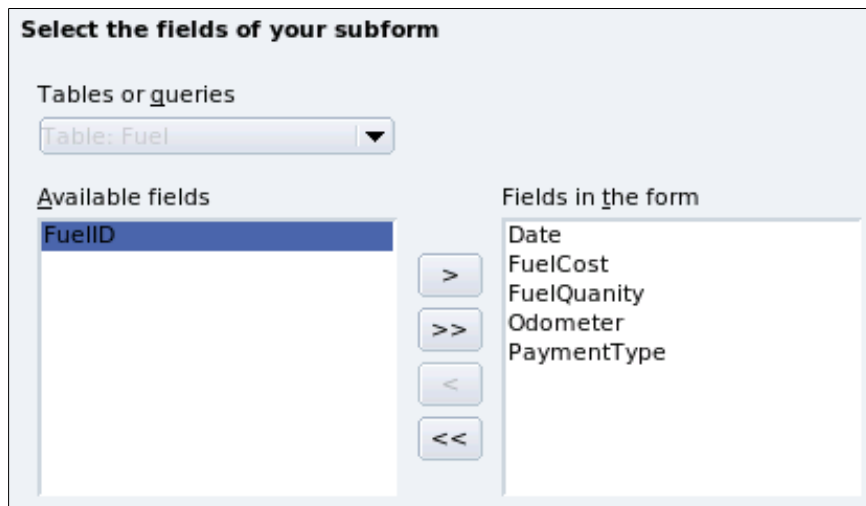 Select the fields of your subform
Tables or queries
Table: Fuel
Available fields
FuelID
>
>>
<
<<
Fields in the form
Date
FuelCost
FuelQuanity
Odometer
PaymentType